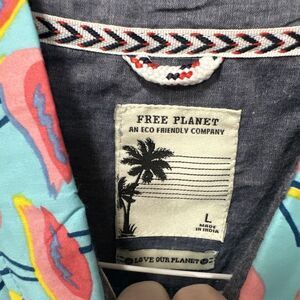 FREE PLANET
AN ECO FRIENDLY COMPANY
L
MADE
IN INDIA
LOVE OUR PLANET